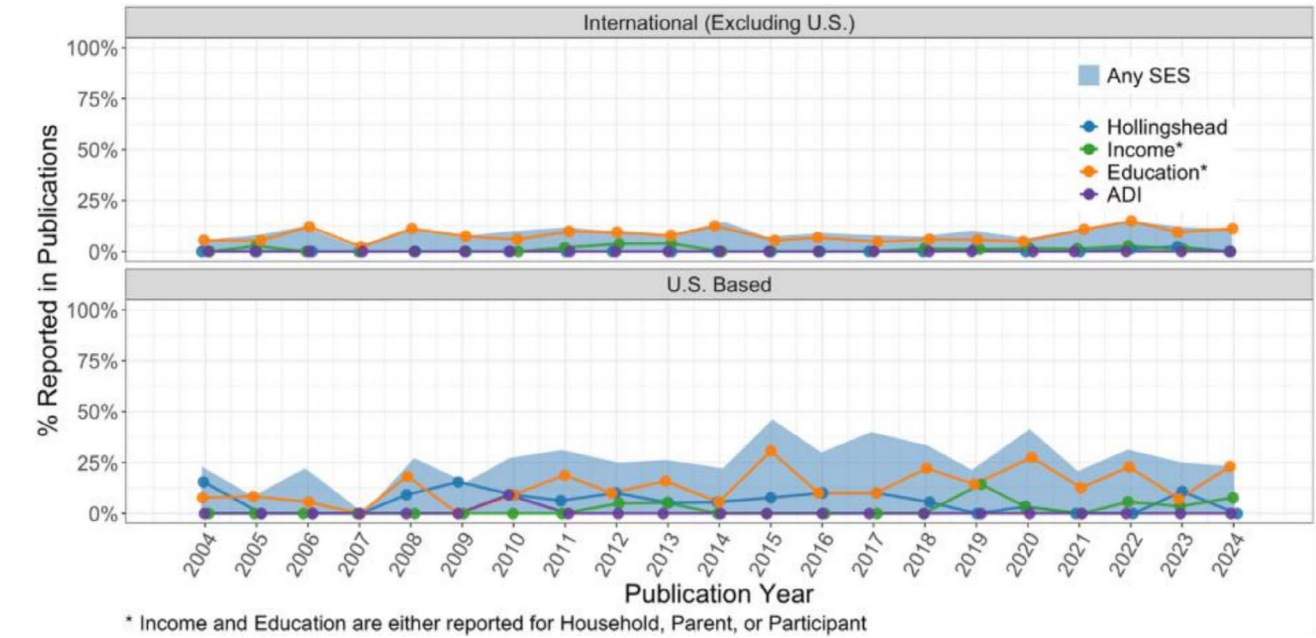 International (Excluding U.S.)
100%
75%
50%
25%
0%
Any SES
Hollingshead
Income*
Education*
ADI
% Reported in Publications
U.S. Based
100%
75%
50%
25%
0%
2004 2005 2006 2007 2008 2009 2010 2011 2012 2013 2014 2015 2016 2017 2018 2019 2020 2021 2022 2023 2024
Publication Year
* Income and Education are either reported for Household, Parent, or Participant